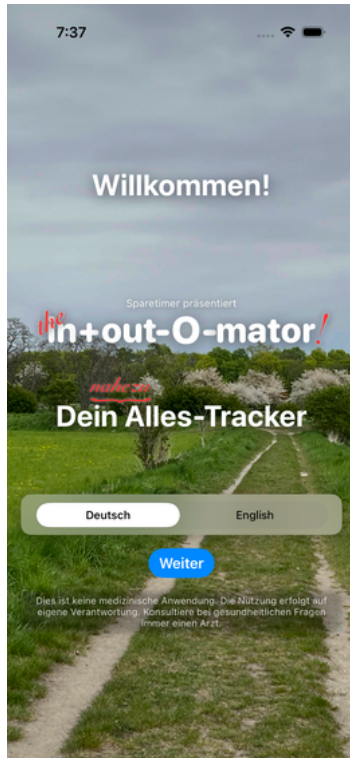 7:37
Willkommen!
Sparetimer präsentiert
the in+out-O-mator!
nahezu
Dein Alles-Tracker
Deutsch English
Weiter
Dies ist keine medizinische Anwendung. Die Nutzung erfolgt auf
eigene Verantwortung. Konsultiere bei gesundheitlichen Fragen
immer einen Arzt.